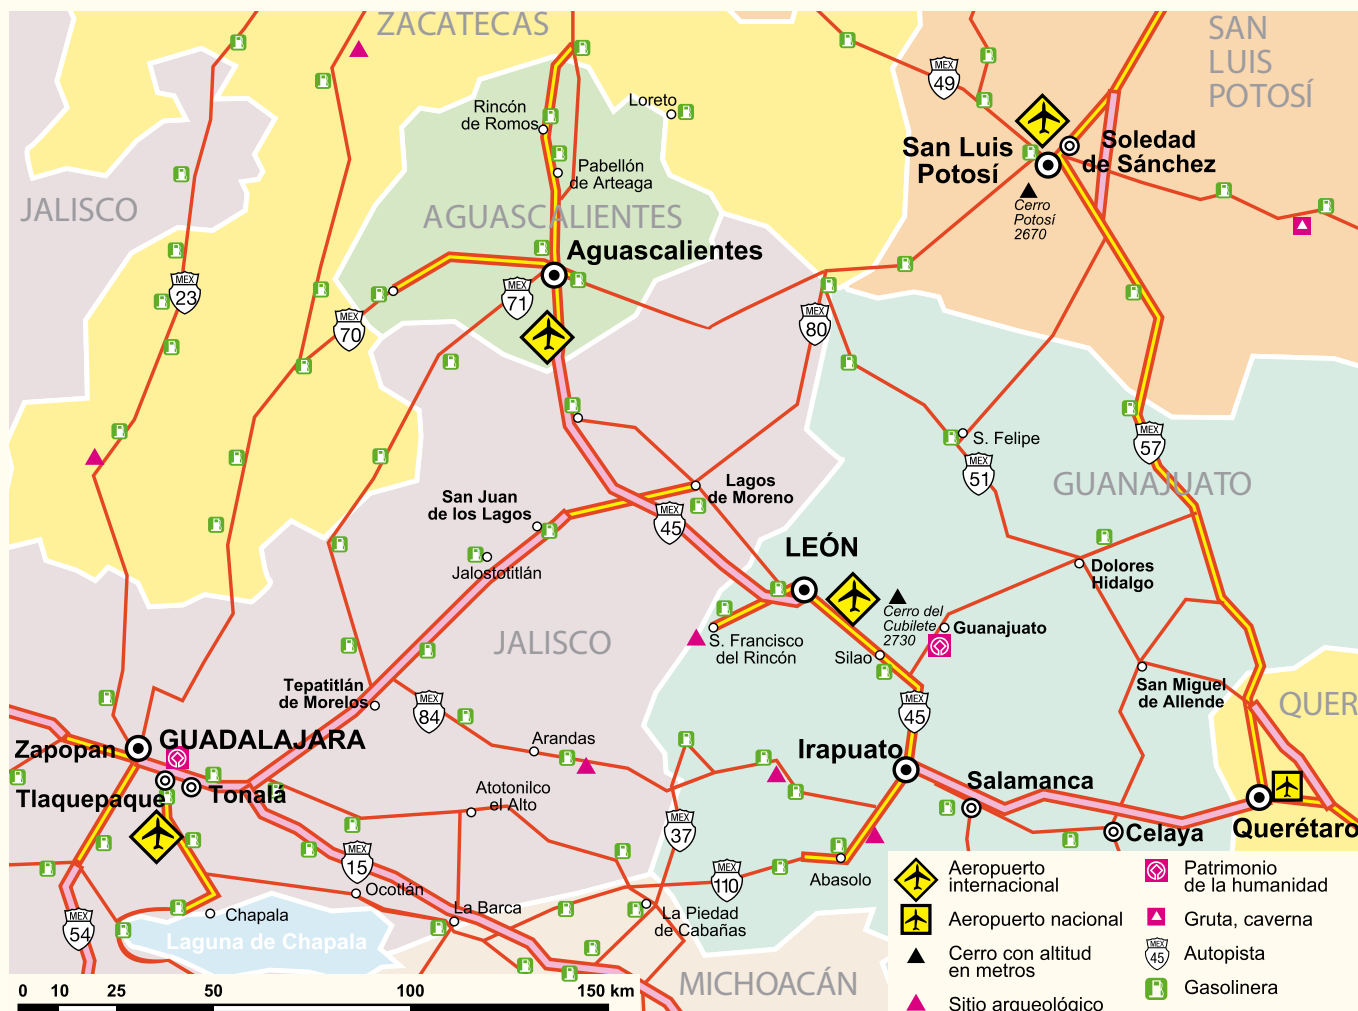 ZACATECAS
SAN
LUIS
POTOSÍ
MEX
49
Rincón
de Romos
Loreto
San Luis
Potosí
Soledad
de Sánchez
Pabellón
de Arteaga
Cerro
Potosí
2670
JALISCO
AGUASCALIENTES
Aguascalientes
MEX
23
MEX
71
MEX
70
MEX
80
S. Felipe
MEX
57
MEX
51
GUANAJUATO
Lagos
de Moreno
San Juan
de los Lagos
MEX
45
LEÓN
Jalostotitlán
Dolores
Hidalgo
Cerro del
Cubilete
2730
Guanajuato
JALISCO
S. Francisco
del Rincón
Silao
Tepatitlán
de Morelos
San Miguel
de Allende
MEX
84
MEX
45
QUER
Zapopan
GUADALAJARA
Arandas
Irapuato
Salamanca
Tlaquepaque
Tonalá
Atotonilco
el Alto
MEX
37
Celaya
Querétaro
MEX
15
Abasolo
MEX
110
Ocotlán
Chapala
La Barca
La Piedad
de Cabañas
MEX
54
Laguna de Chapala
MICHOACÁN
Aeropuerto
internacional
Aeropuerto nacional
Cerro con altitud
en metros
Sitio arqueológico
Patrimonio
de la humanidad
Gruta, caverna
MEX
45
Autopista
Gasolinera
0 10 25 50 100 150 km